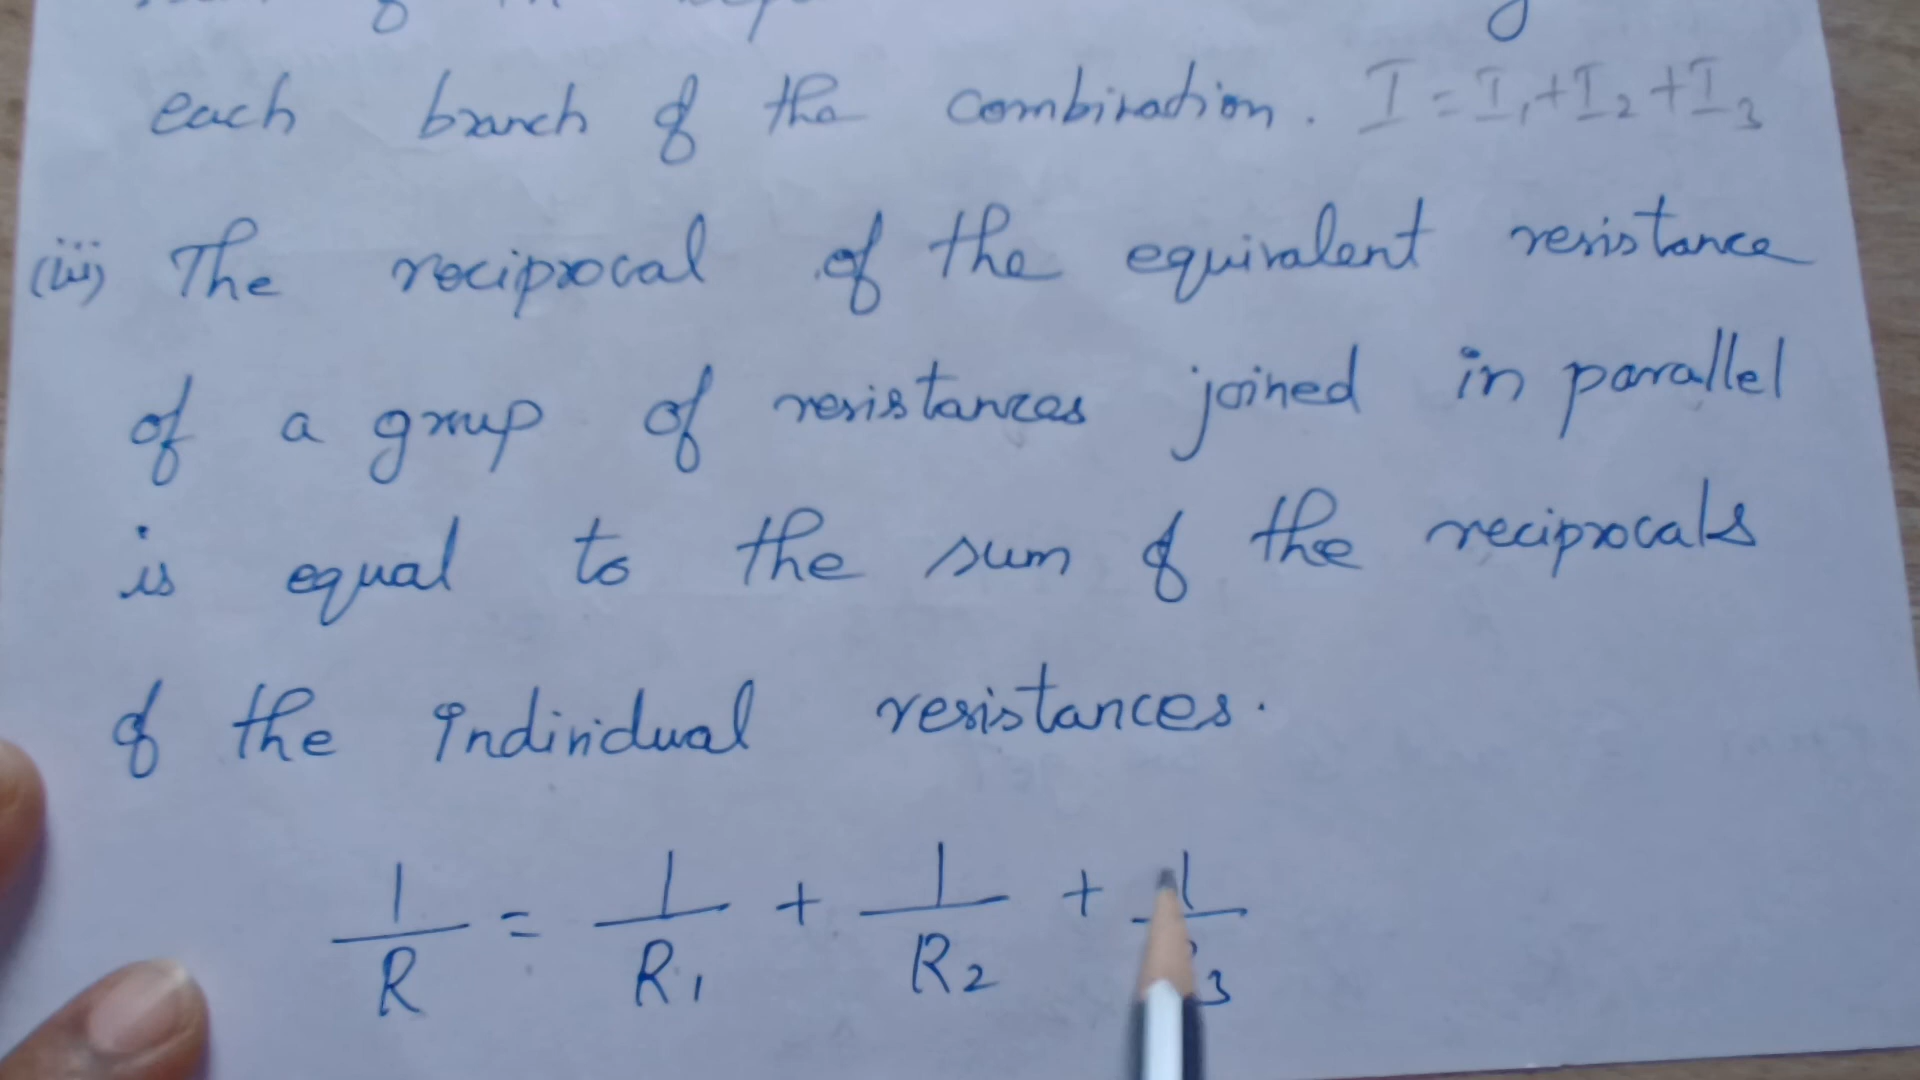 each branch of the combination. I = I₁+I₂+I₃
(iii) The reciprocal of the equivalent resistance
of a group of resistances joined in parallel
is equal to the sum of the reciprocals
of the individual resistances.
1/R = 1/R₁ + 1/R₂ + 1/ ₃